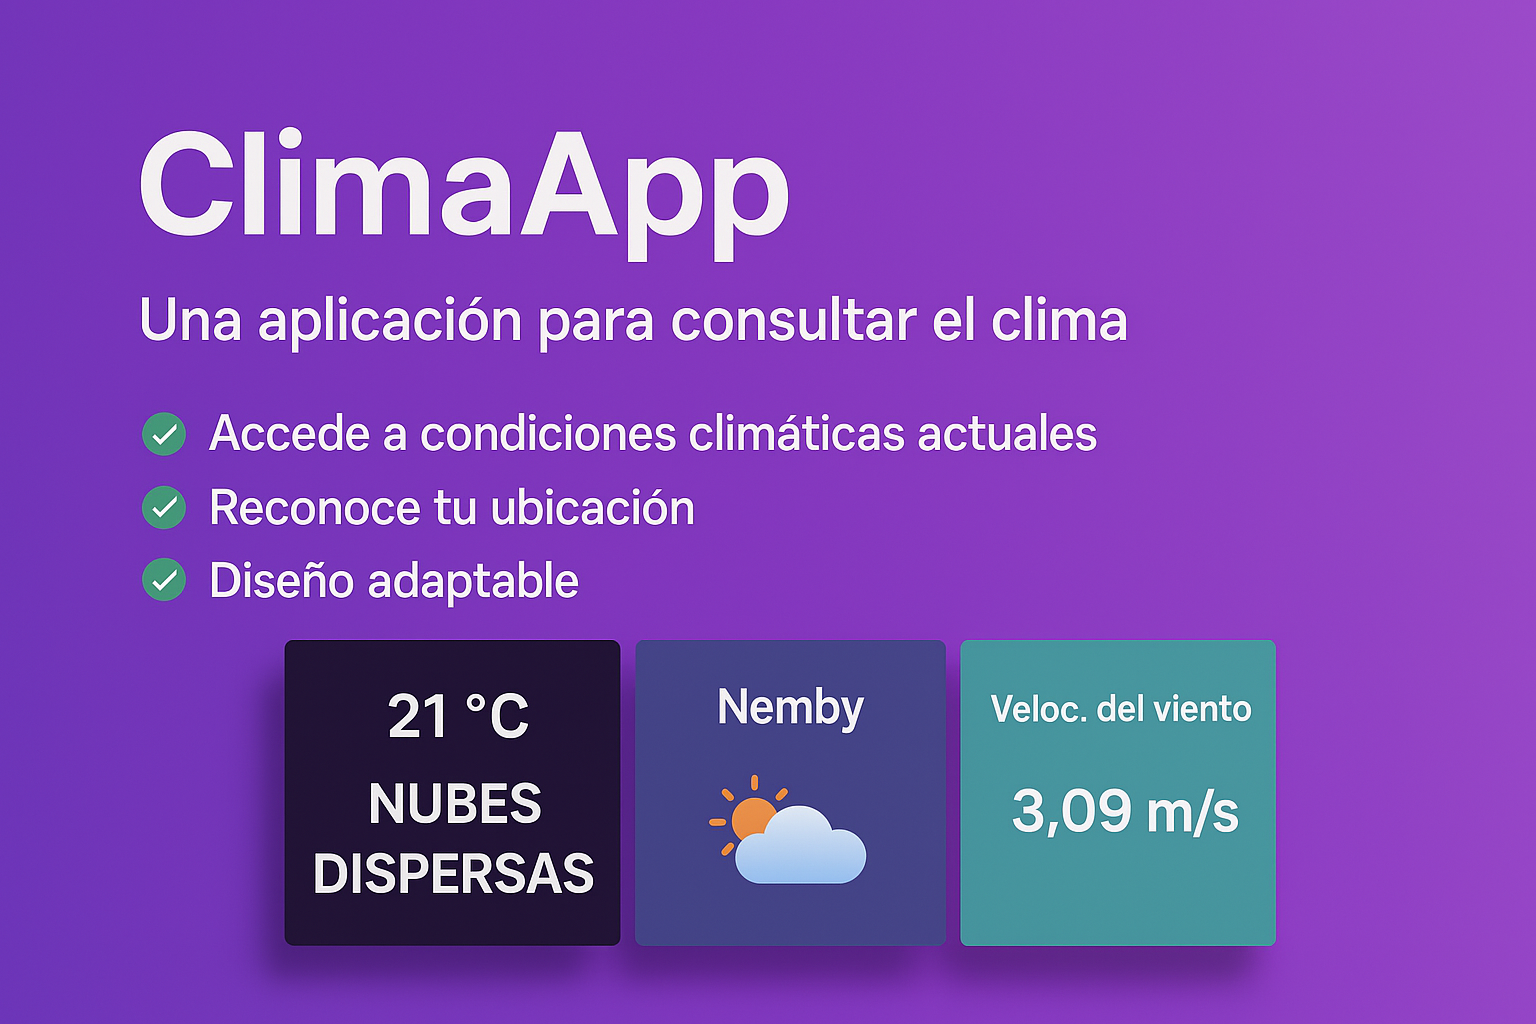 ClimaApp
Una aplicación para consultar el clima
Accede a condiciones climáticas actuales
Reconoce tu ubicación
Diseño adaptable
21 °C
NUBES
DISPERSAS
Nemby
Veloc. del viento
3,09 m/s